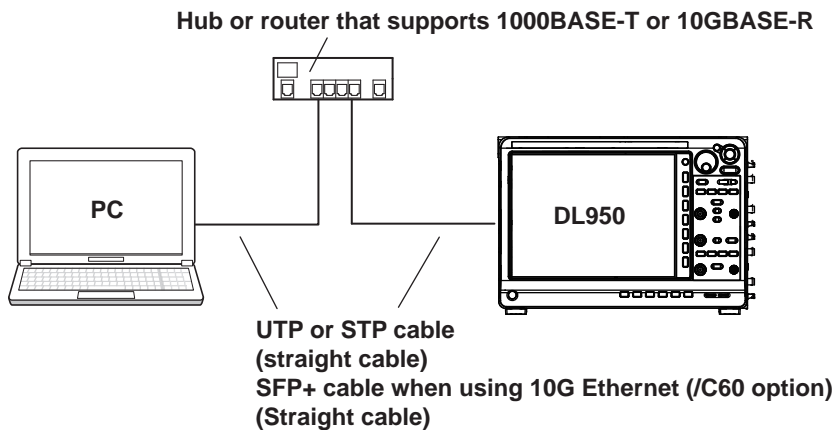 Hub or router that supports 1000BASE-T or 10GBASE-R
PC
DL950
UTP or STP cable
(straight cable)
SFP+ cable when using 10G Ethernet (/C60 option)
(Straight cable)